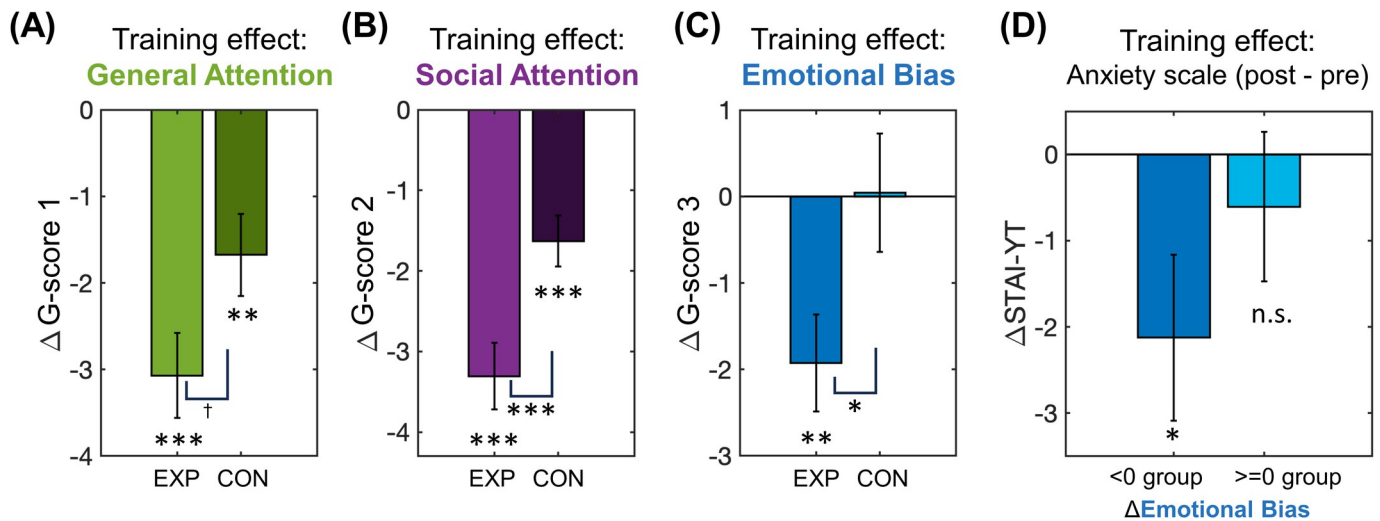 (A)
Training effect:
General Attention
0
-1
-2
-3
-4
Δ G-score 1
**
†
***
EXP CON
(B)
Training effect:
Social Attention
0
-1
-2
-3
-4
Δ G-score 2
***
***
***
EXP CON
(C)
Training effect:
Emotional Bias
1
0
-1
-2
-3
Δ G-score 3
*
**
EXP CON
(D)
Training effect:
Anxiety scale (post - pre)
0
-1
-2
-3
ΔSTAI-YT
n.s.
*
<0 group >=0 group
ΔEmotional Bias